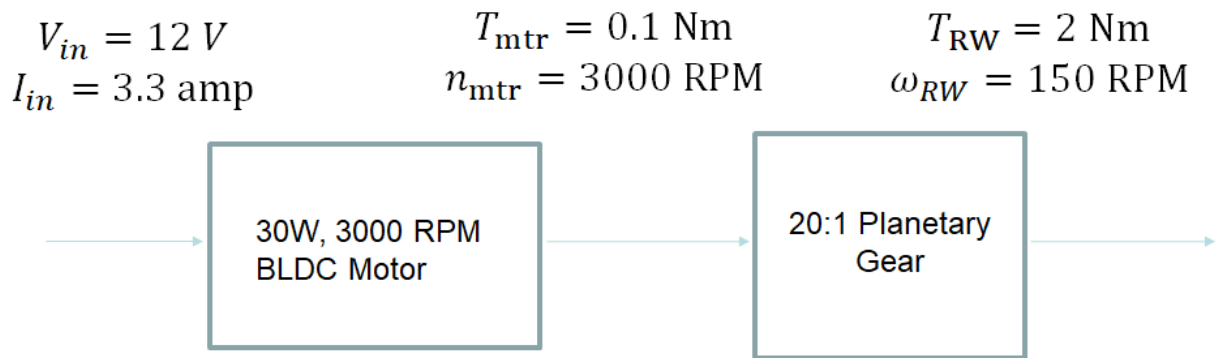 V_in = 12 V
I_in = 3.3 amp
T_mtr = 0.1 Nm
n_mtr = 3000 RPM
T_RW = 2 Nm
ω_RW = 150 RPM
30W, 3000 RPM
BLDC Motor
20:1 Planetary
Gear